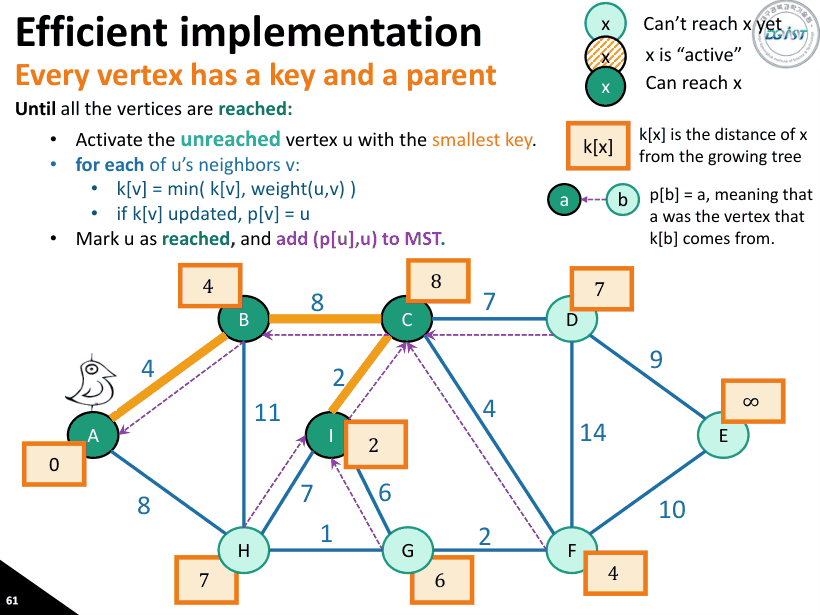 Efficient implementation
Every vertex has a key and a parent
Until all the vertices are reached:
• Activate the unreached vertex u with the smallest key.
• for each of u's neighbors v:
• k[v] = min( k[v], weight(u,v) )
• if k[v] updated, p[v] = u
• Mark u as reached, and add (p[u],u) to MST.
x Can't reach x yet
x x is "active"
x Can reach x
k[x] k[x] is the distance of x
from the growing tree
a b p[b] = a, meaning that
a was the vertex that
k[b] comes from.
DGIST
4 8 7
B 8 C 7 D
4 2 9
11 4 ∞
A I 2 14 E
0
8 7 6 10
1 2
H G F
7 6 4
61